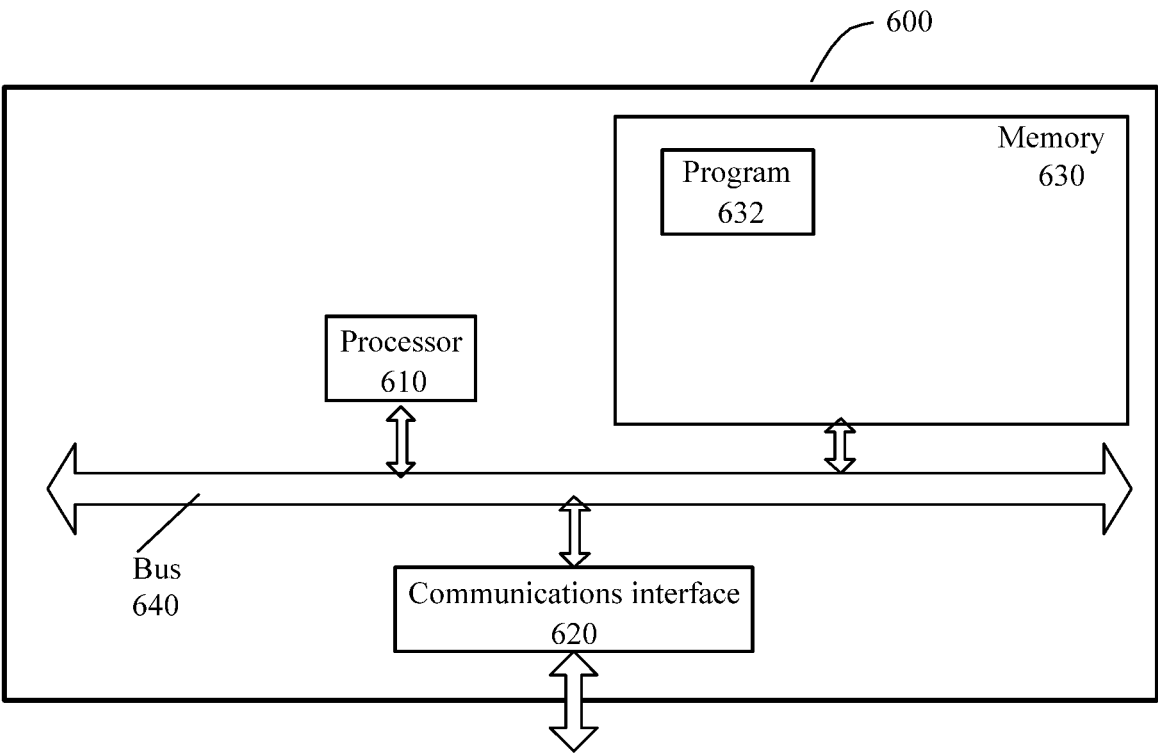 600
Memory
630
Program
632
Processor
610
Bus
640
Communications interface
620